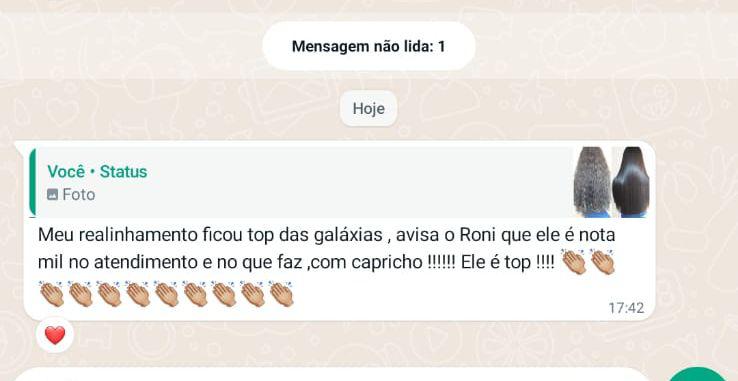 Mensagem não lida: 1
Hoje
Você • Status
Foto
Meu realinhamento ficou top das galáxias , avisa o Roni que ele é nota
mil no atendimento e no que faz ,com capricho !!!!!! Ele é top !!!! 👏🏼👏🏼
👏🏼👏🏼👏🏼👏🏼👏🏼👏🏼👏🏼👏🏼👏🏼
17:42